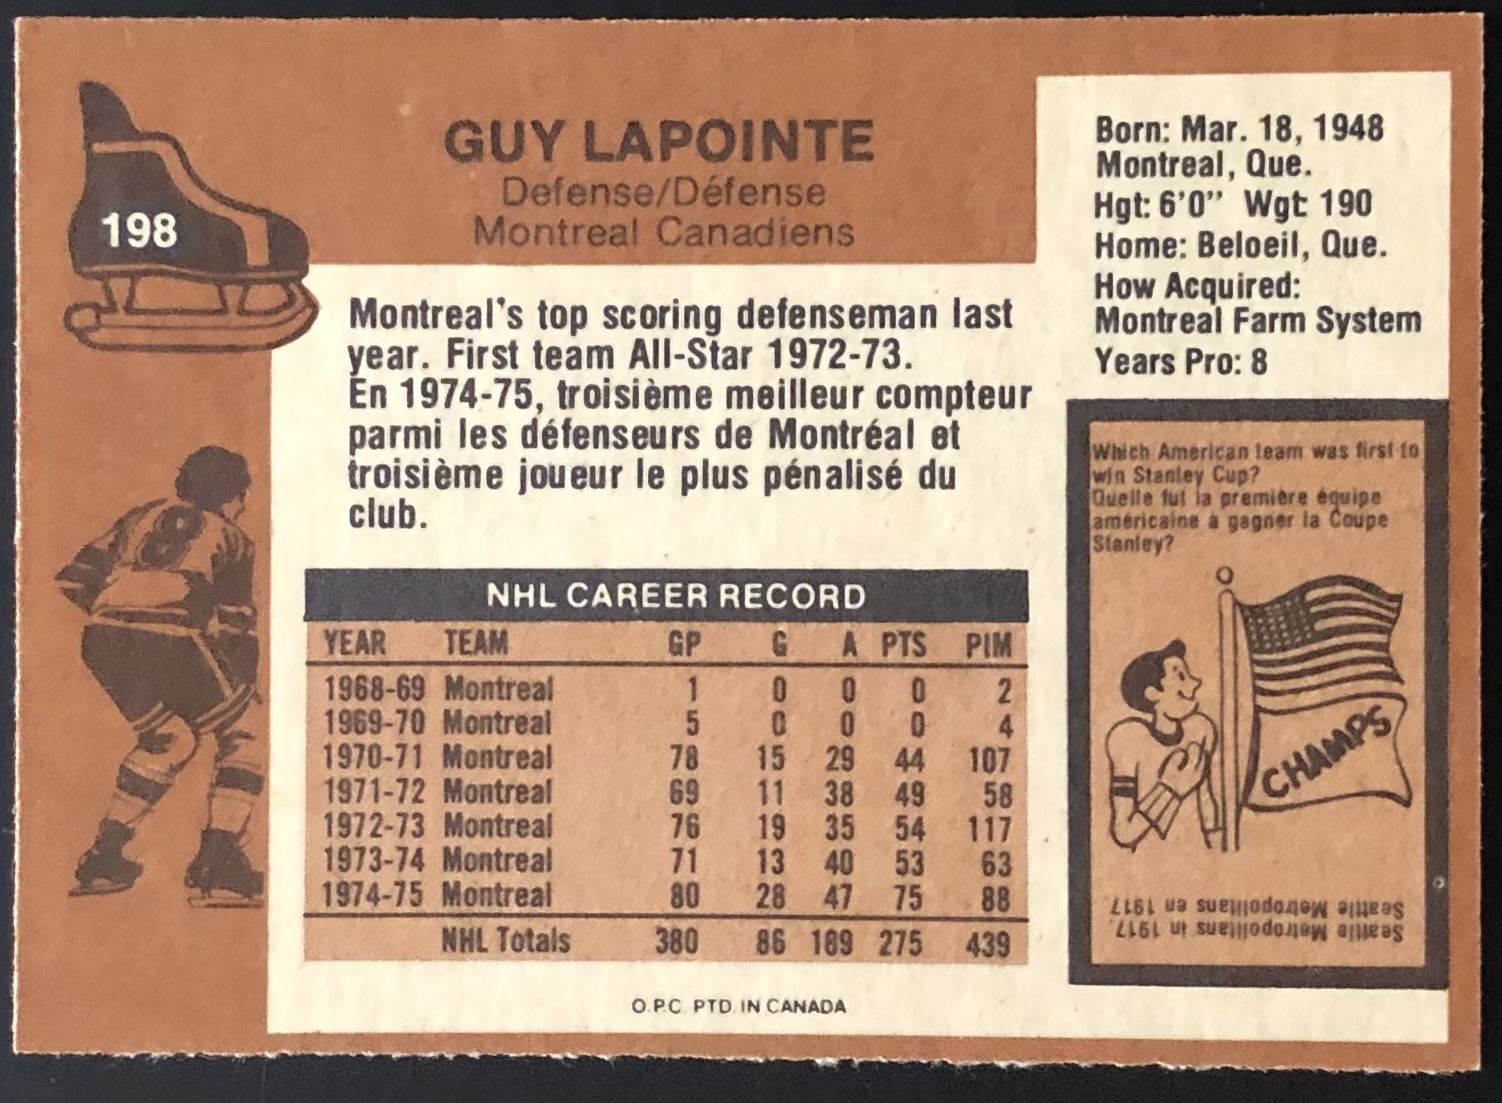 198
GUY LAPOINTE
Defense/Défense
Montreal Canadiens
Born: Mar. 18, 1948
Montreal, Que.
Hgt: 6'0" Wgt: 190
Home: Beloeil, Que.
How Acquired:
Montreal Farm System
Years Pro: 8
Montreal's top scoring defenseman last
year. First team All-Star 1972-73.
En 1974-75, troisième meilleur compteur
parmi les défenseurs de Montréal et
troisième joueur le plus pénalisé du
club.
8
NHL CAREER RECORD
YEAR TEAM GP G A PTS PIM
1968-69 Montreal 1 0 0 0 2
1969-70 Montreal 5 0 0 0 4
1970-71 Montreal 78 15 29 44 107
1971-72 Montreal 69 11 38 49 58
1972-73 Montreal 76 19 35 54 117
1973-74 Montreal 71 13 40 53 63
1974-75 Montreal 80 28 47 75 88
NHL Totals 380 86 189 275 439
O.P.C. PTD. IN CANADA
Which American team was first to
win Stanley Cup?
Quelle fut la première équipe
américaine à gagner la Coupe
Stanley?
CHAMPS
Seattle Metropolitans in 1917.
Seattle Metropolitans en 1917